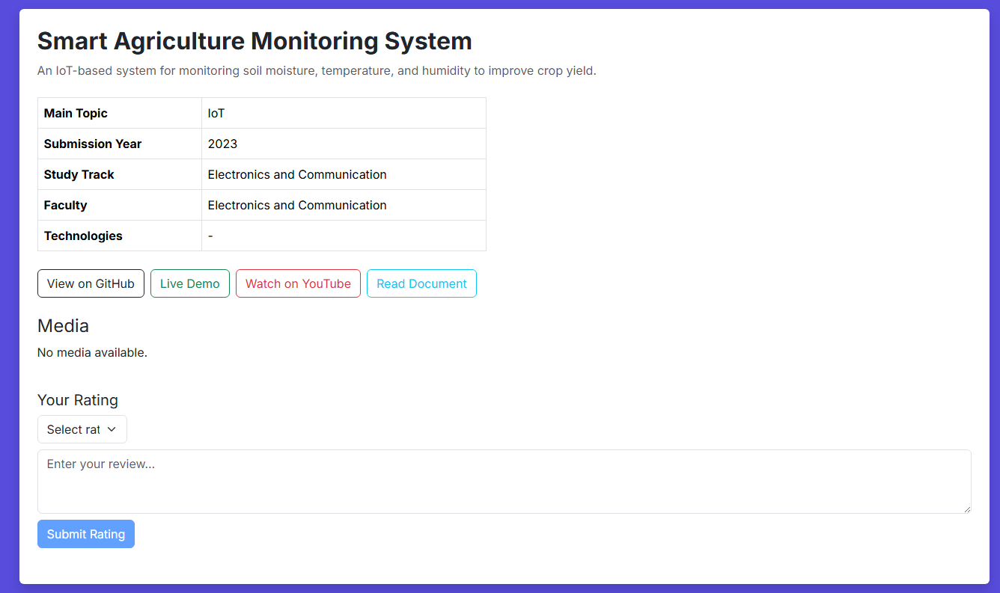 Smart Agriculture Monitoring System
An IoT-based system for monitoring soil moisture, temperature, and humidity to improve crop yield.
Main Topic IoT
Submission Year 2023
Study Track Electronics and Communication
Faculty Electronics and Communication
Technologies -
View on GitHub Live Demo Watch on YouTube Read Document
Media
No media available.
Your Rating
Select rat
Enter your review...
Submit Rating